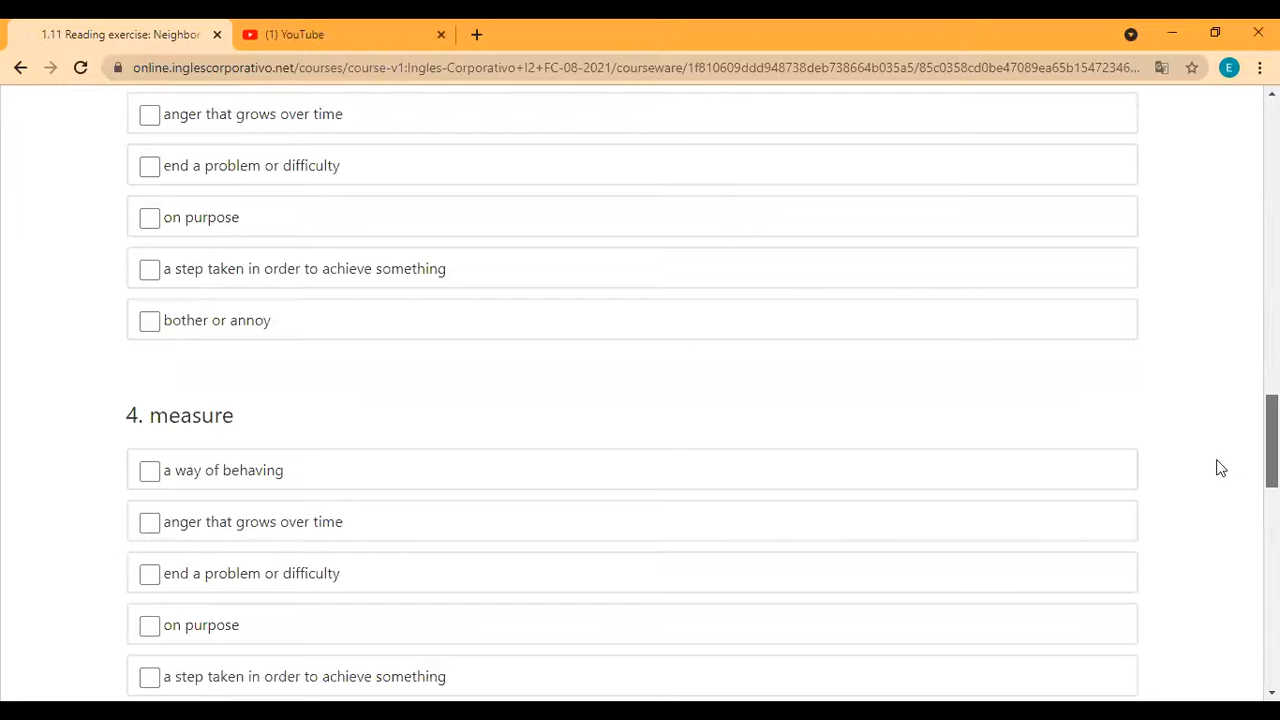 1.11 Reading exercise: Neighbor
(1) YouTube
online.inglescorporativo.net/courses/course-v1:Ingles-Corporativo+I2+FC-08-2021/courseware/1f810609ddd948738deb738664b035a5/85c0358cd0be47089ea65b15472346...
E
anger that grows over time
end a problem or difficulty
on purpose
a step taken in order to achieve something
bother or annoy
4. measure
a way of behaving
anger that grows over time
end a problem or difficulty
on purpose
a step taken in order to achieve something